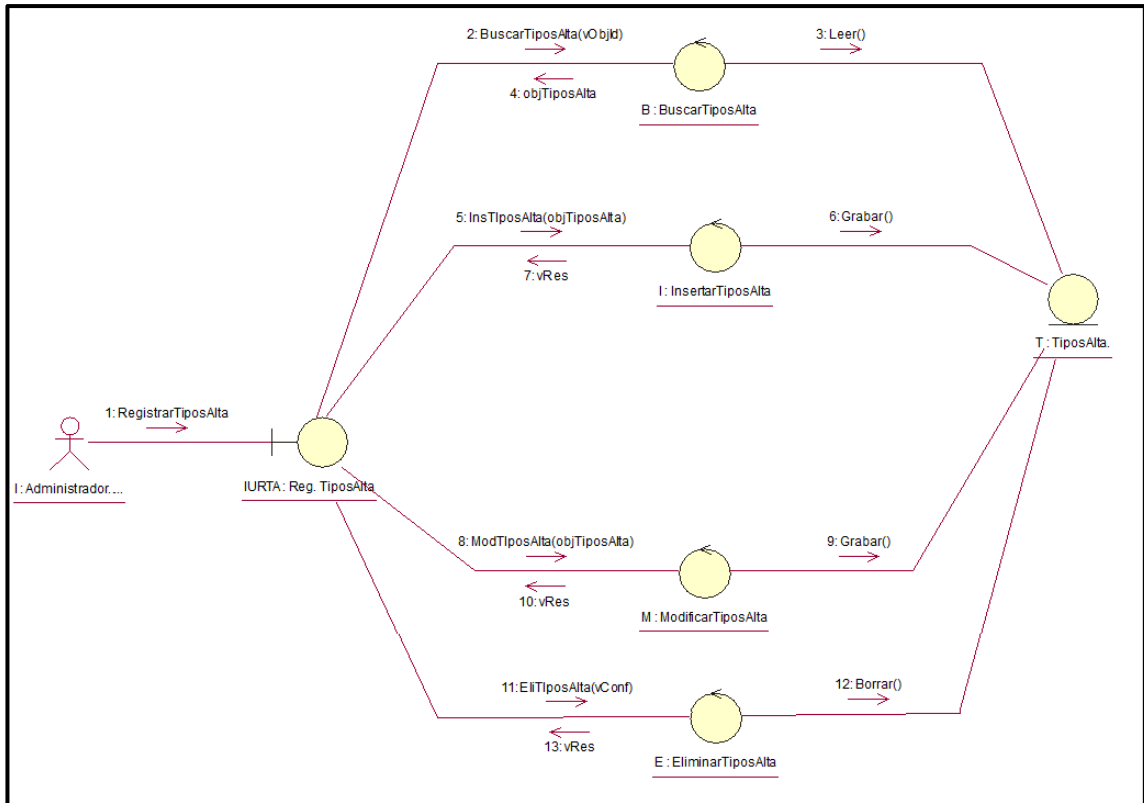 2: BuscarTiposAlta(vObjId)
3: Leer()
4: objTiposAlta
B : BuscarTiposAlta
5: InsTIposAlta(objTiposAlta)
6: Grabar()
7: vRes
I : InsertarTiposAlta
T : TiposAlta.
1: RegistrarTiposAlta
I : Administrador....
IURTA : Reg. TiposAlta
8: ModTIposAlta(objTiposAlta)
9: Grabar()
10: vRes
M : ModificarTiposAlta
11: EliTIposAlta(vConf)
12: Borrar()
13: vRes
E : EliminarTiposAlta